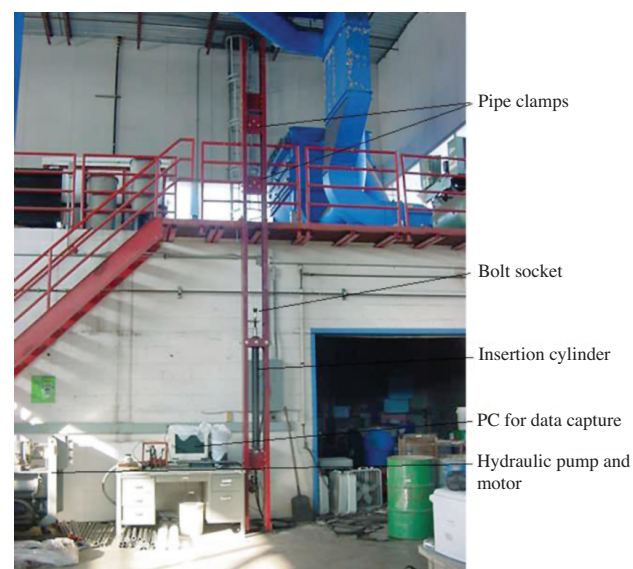 Pipe clamps
Bolt socket
Insertion cylinder
PC for data capture
Hydraulic pump and
motor